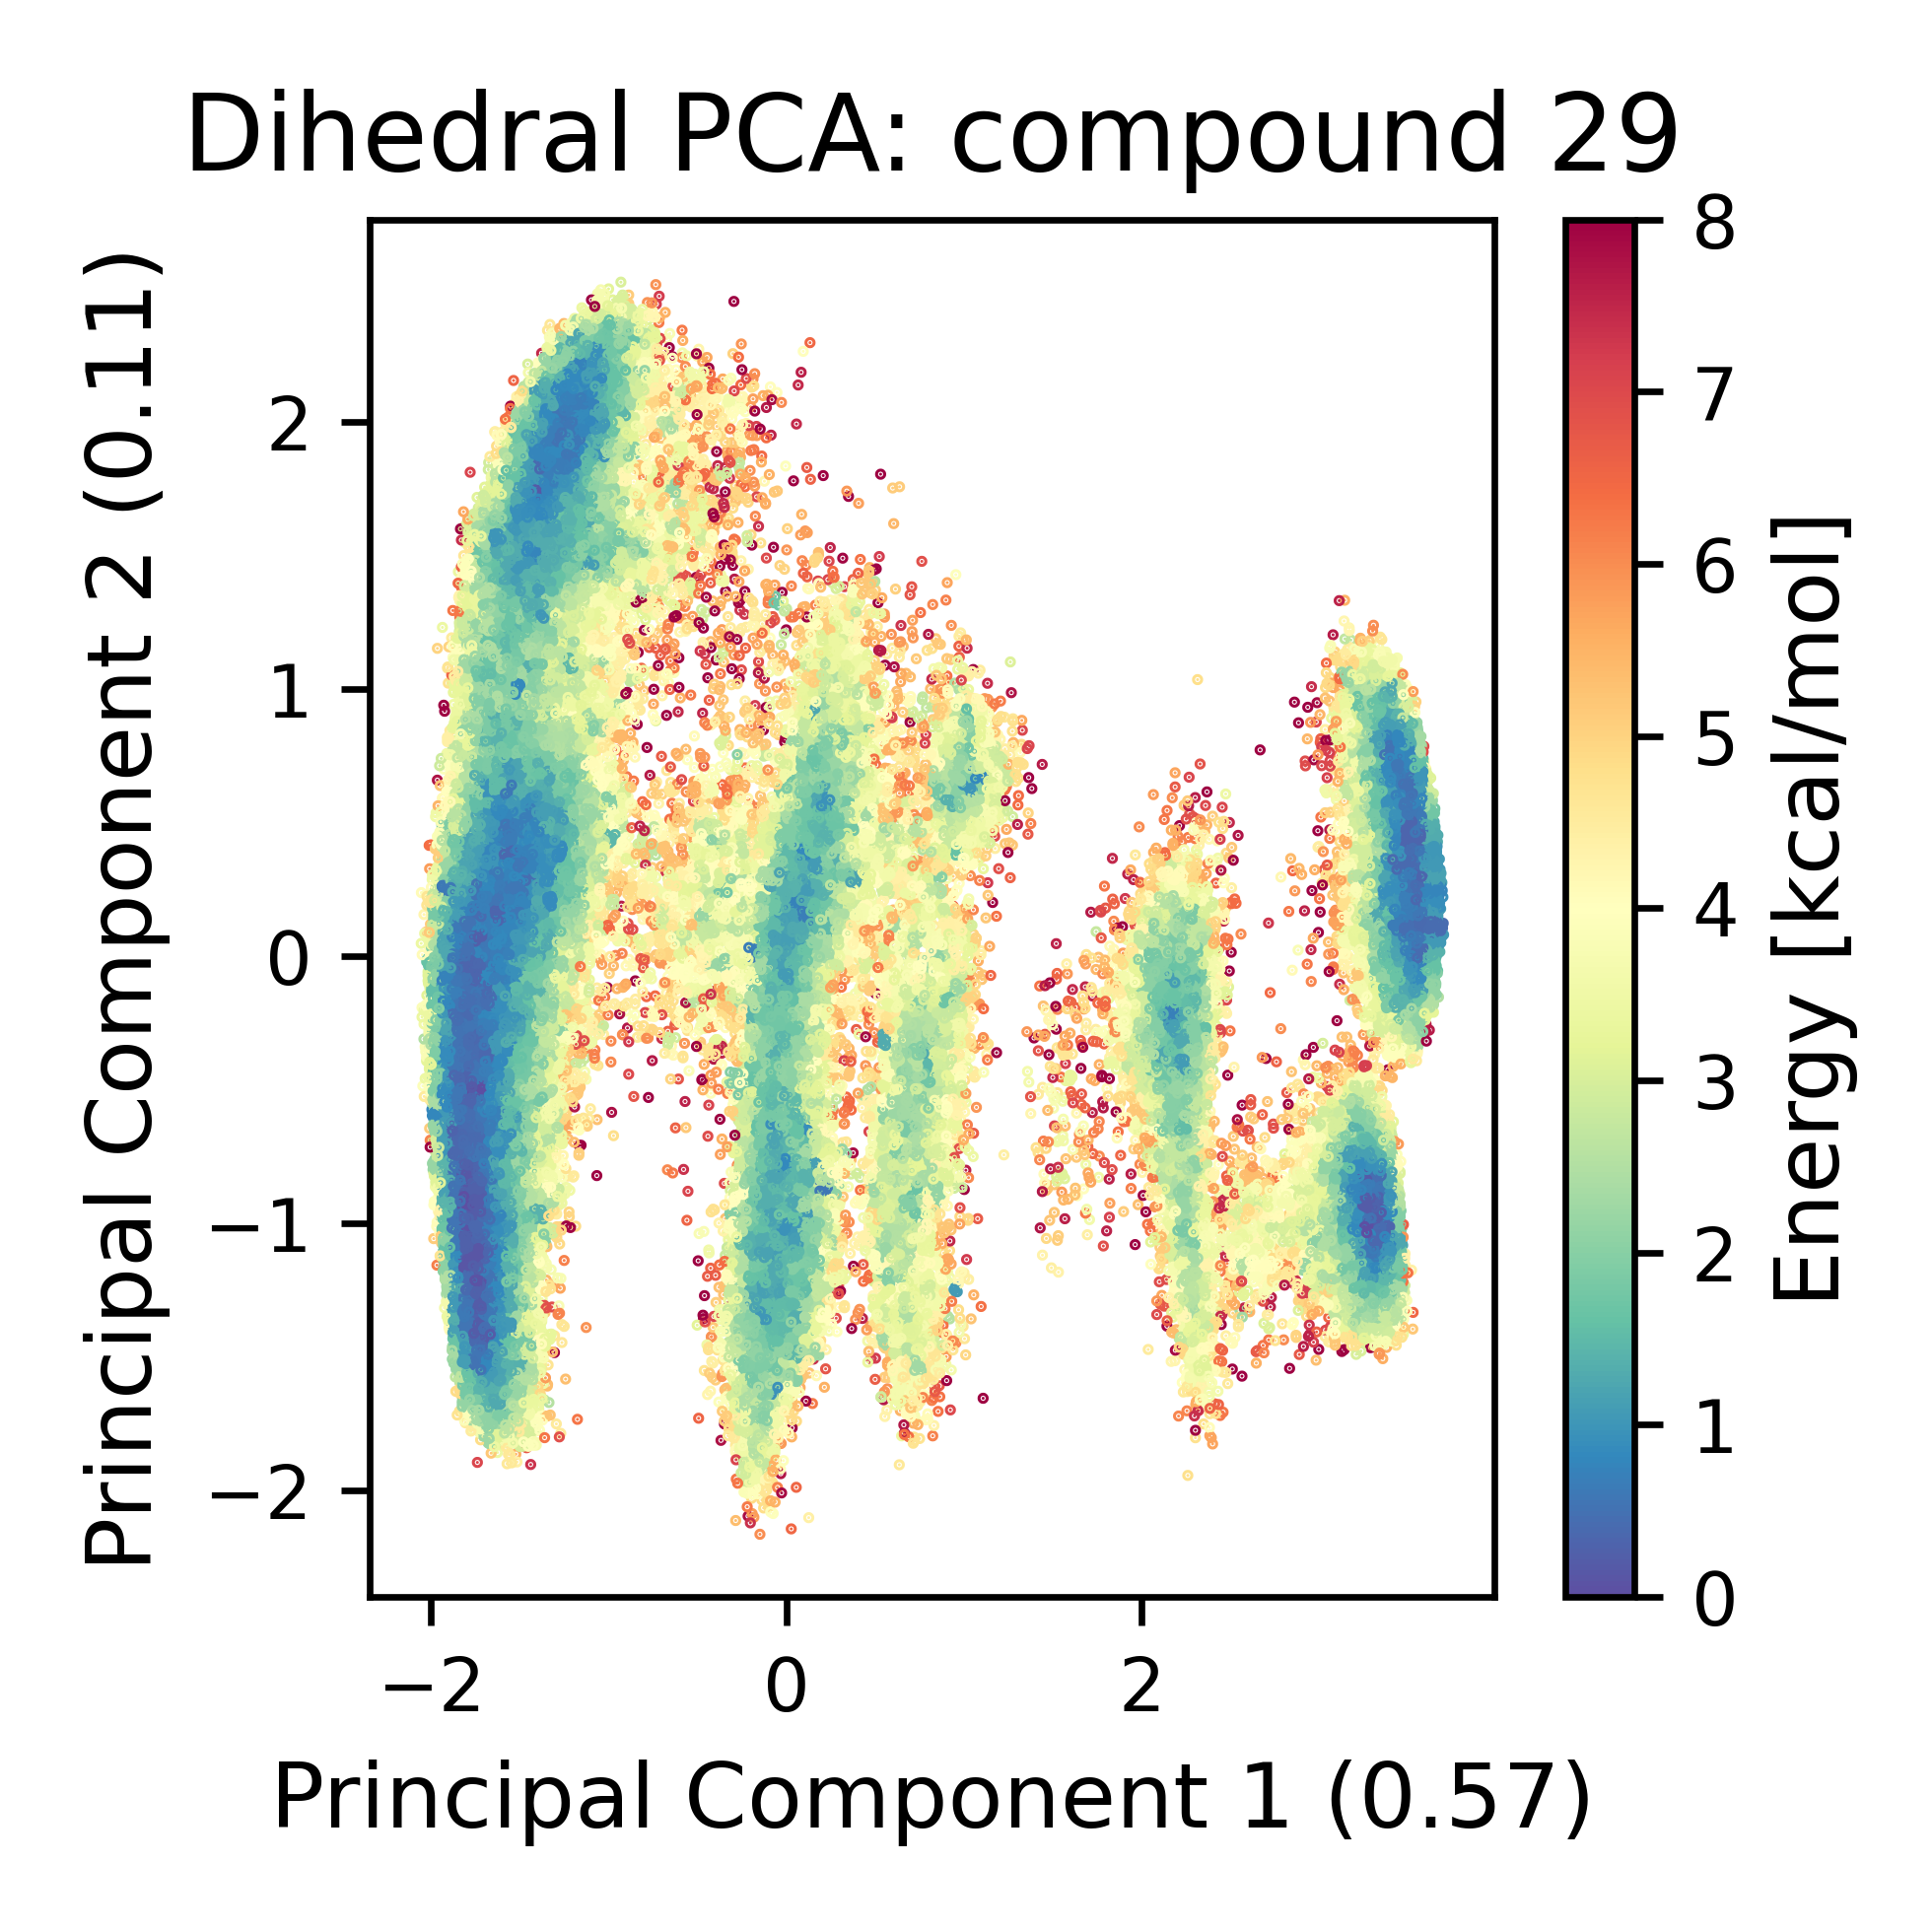 Dihedral PCA: compound 29
Principal Component 2 (0.11)
2
1
0
−1
−2
−2 0 2
Principal Component 1 (0.57)
8
7
6
5
4
3
2
1
0
Energy [kcal/mol]